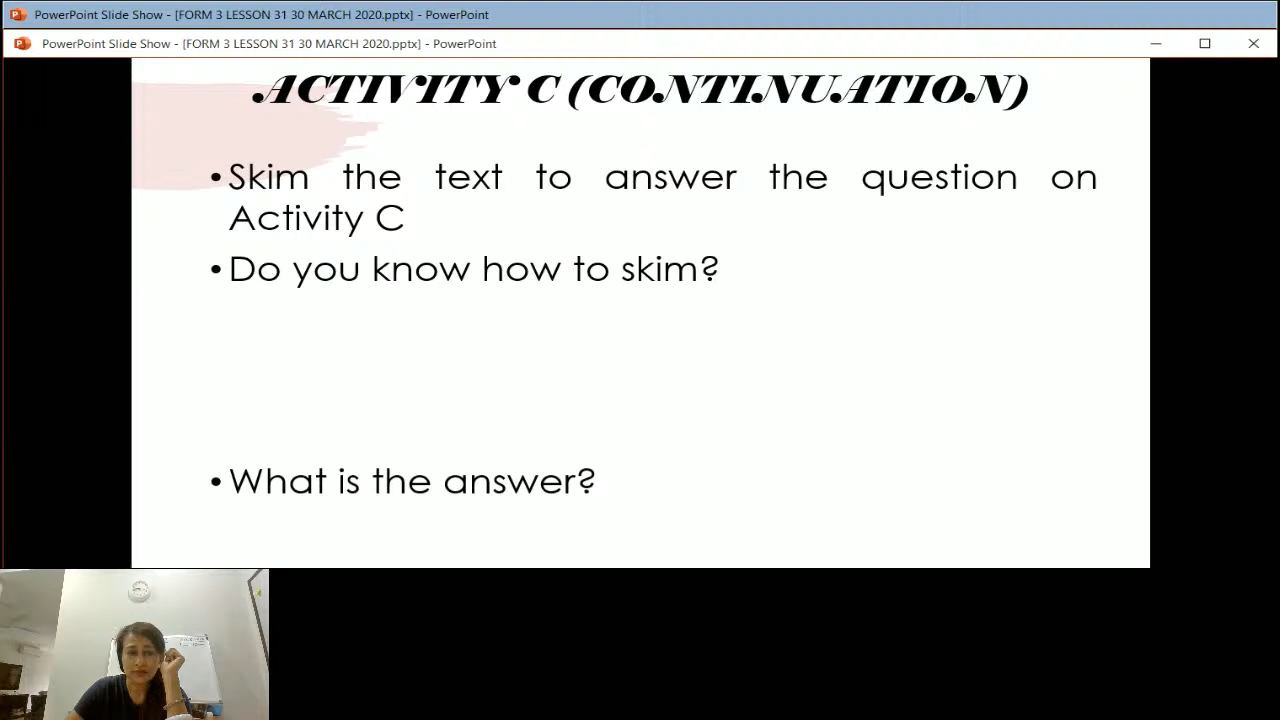 PowerPoint Slide Show - [FORM 3 LESSON 31 30 MARCH 2020.pptx] - PowerPoint
PowerPoint Slide Show - [FORM 3 LESSON 31 30 MARCH 2020.pptx] - PowerPoint
ACTIVITY C (CONTINUATION)
• Skim the text to answer the question on
Activity C
• Do you know how to skim?
• What is the answer?